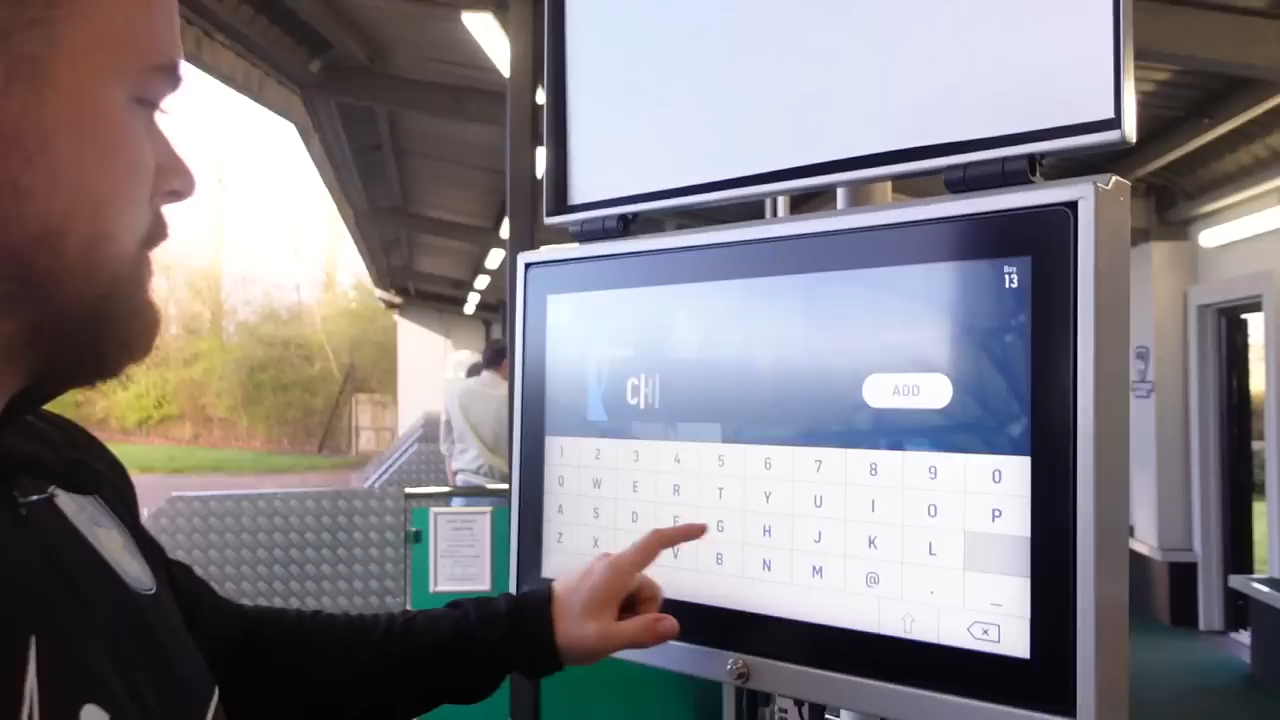 Bay
13
CH
ADD
1 2 3 4 5 6 7 8 9 0
Q W E R T Y U I O P
A S D F G H J K L
Z X V B N M @ . _